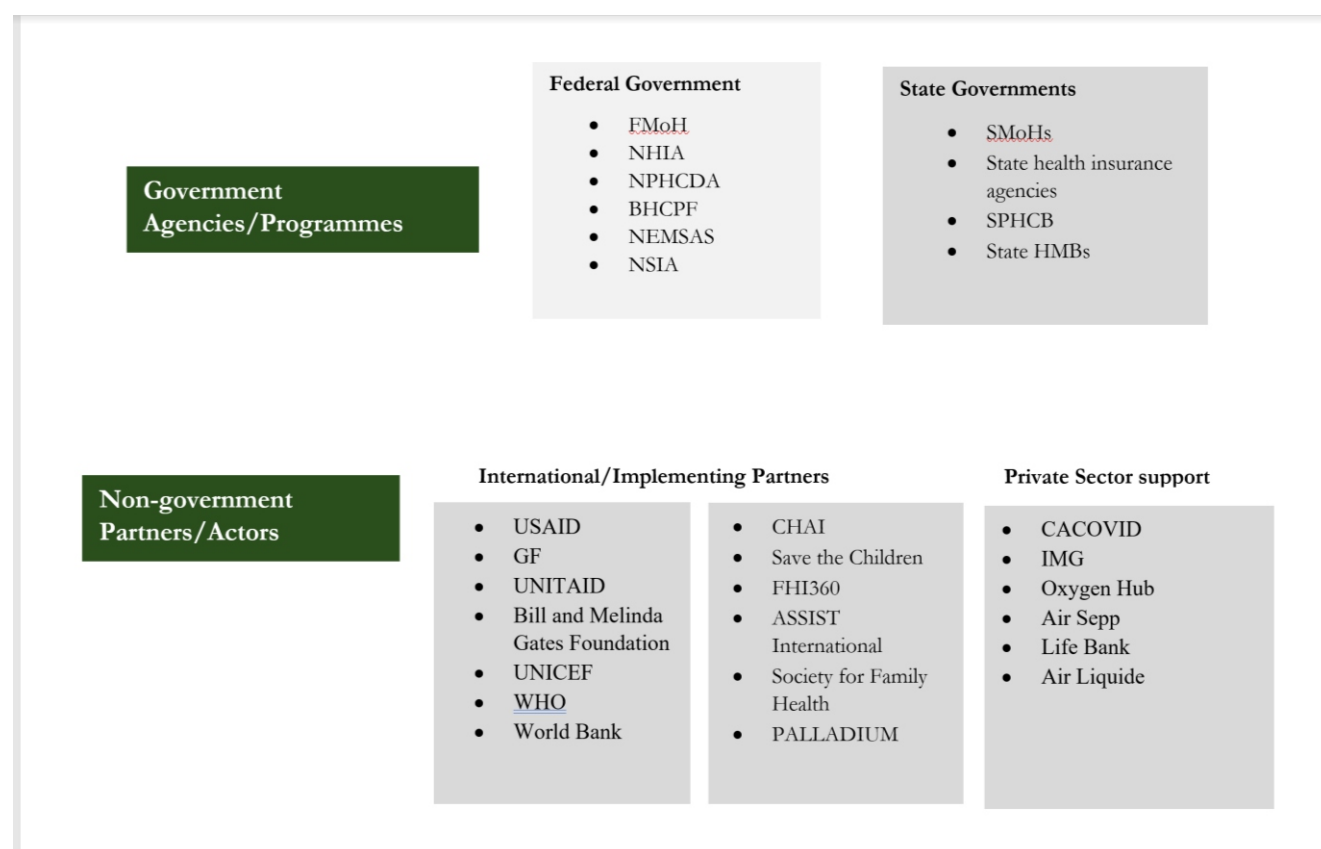 Federal Government
• FMoH
• NHIA
• NPHCDA
• BHCPF
• NEMSAS
• NSIA
State Governments
• SMoHs
• State health insurance
agencies
• SPHCB
• State HMBs
Government
Agencies/Programmes
Non-government
Partners/Actors
International/Implementing Partners
• USAID
• GF
• UNITAID
• Bill and Melinda
Gates Foundation
• UNICEF
• WHO
• World Bank
• CHAI
• Save the Children
• FHI360
• ASSIST
International
• Society for Family
Health
• PALLADIUM
Private Sector support
• CACOVID
• IMG
• Oxygen Hub
• Air Sepp
• Life Bank
• Air Liquide